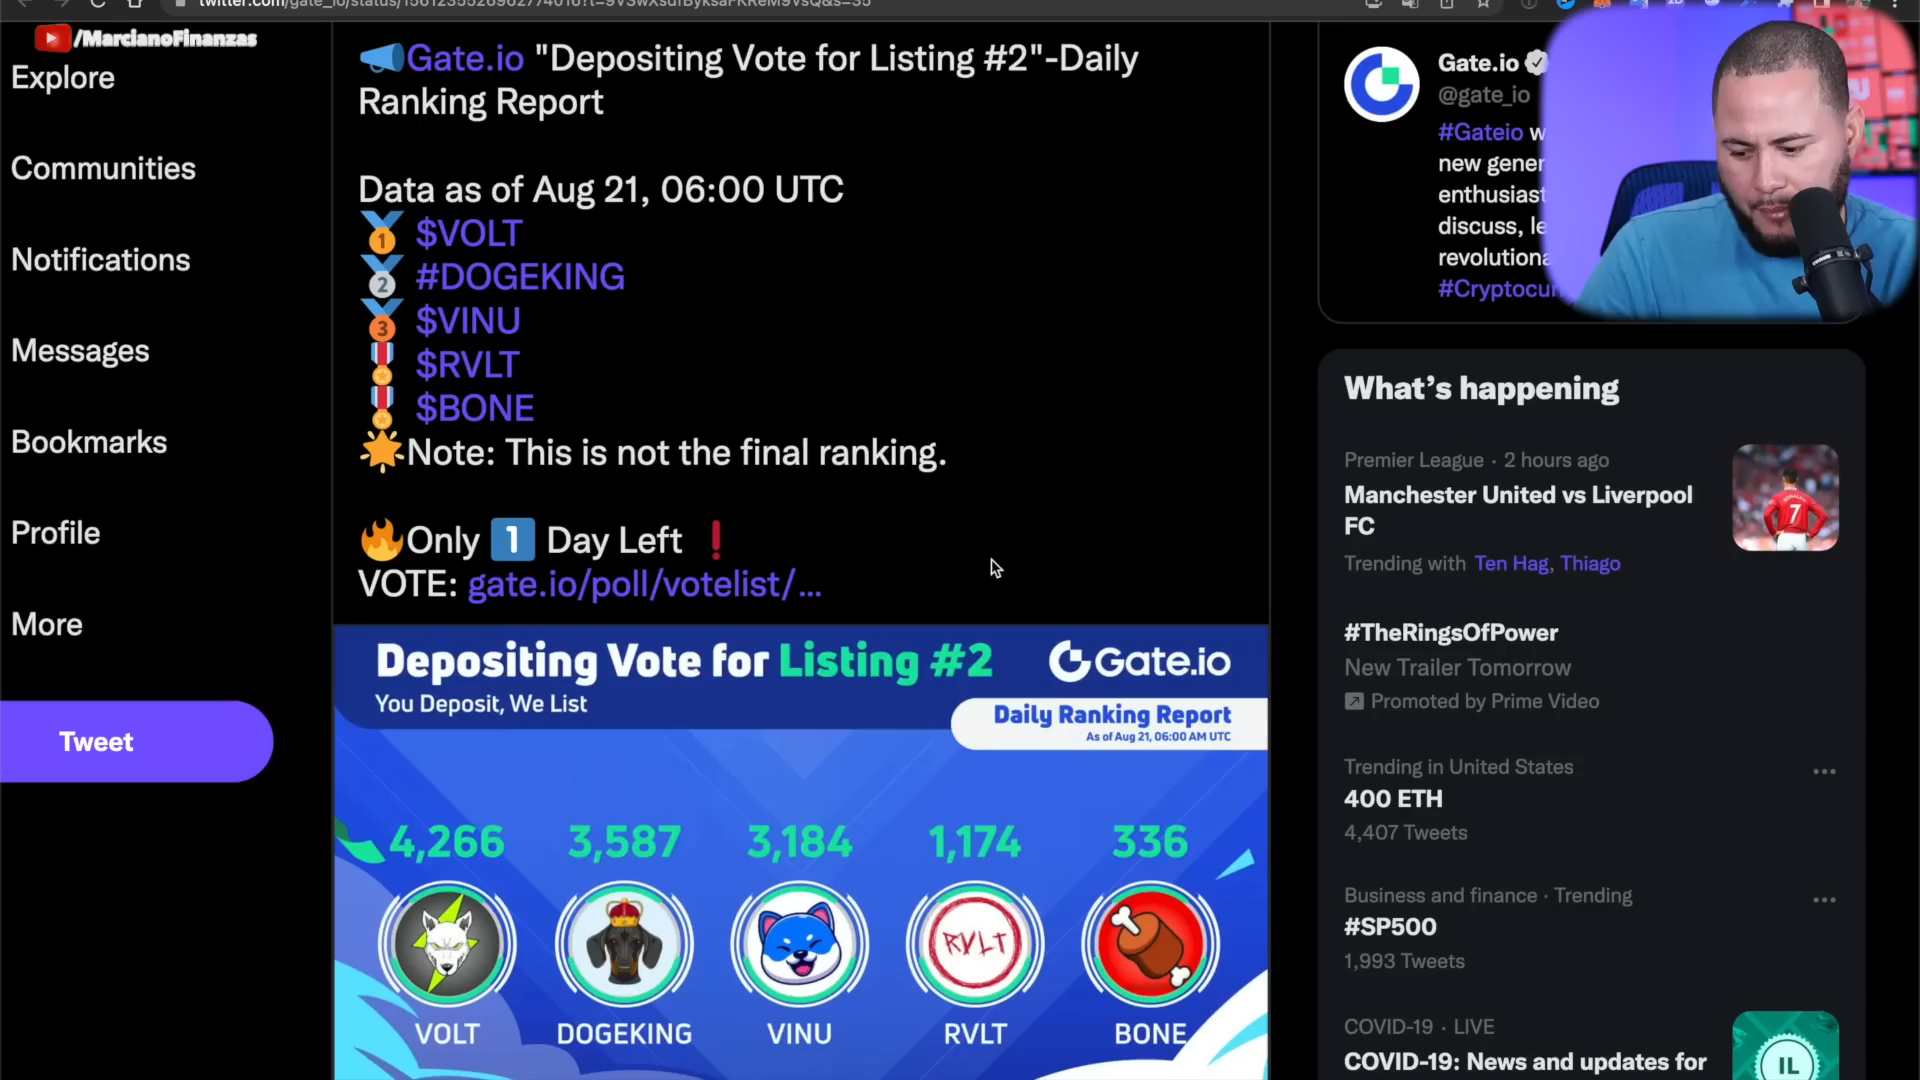 /MarcianoFinanzas
Explore
Communities
Notifications
Messages
Bookmarks
Profile
More
Tweet
Gate.io "Depositing Vote for Listing #2"-Daily
Ranking Report
Data as of Aug 21, 06:00 UTC
1 $VOLT
2 #DOGEKING
3 $VINU
$RVLT
$BONE
Note: This is not the final ranking.
Only 1 Day Left ❗
VOTE: gate.io/poll/votelist/...
Depositing Vote for Listing #2
You Deposit, We List
Gate.io
Daily Ranking Report
As of Aug 21, 06:00 AM UTC
4,266 3,587 3,184 1,174 336
RVLT
VOLT DOGEKING VINU RVLT BONE
Gate.io
@gate_io
#Gateio
new
discuss,
What's happening
Premier League · 2 hours ago
Manchester United vs Liverpool
FC
Trending with Ten Hag, Thiago
7
#TheRingsOfPower
New Trailer Tomorrow
Promoted by Prime Video
Trending in United States
400 ETH
4,407 Tweets
Business and finance · Trending
#SP500
1,993 Tweets
COVID-19 · LIVE
COVID-19: News and updates for
IL